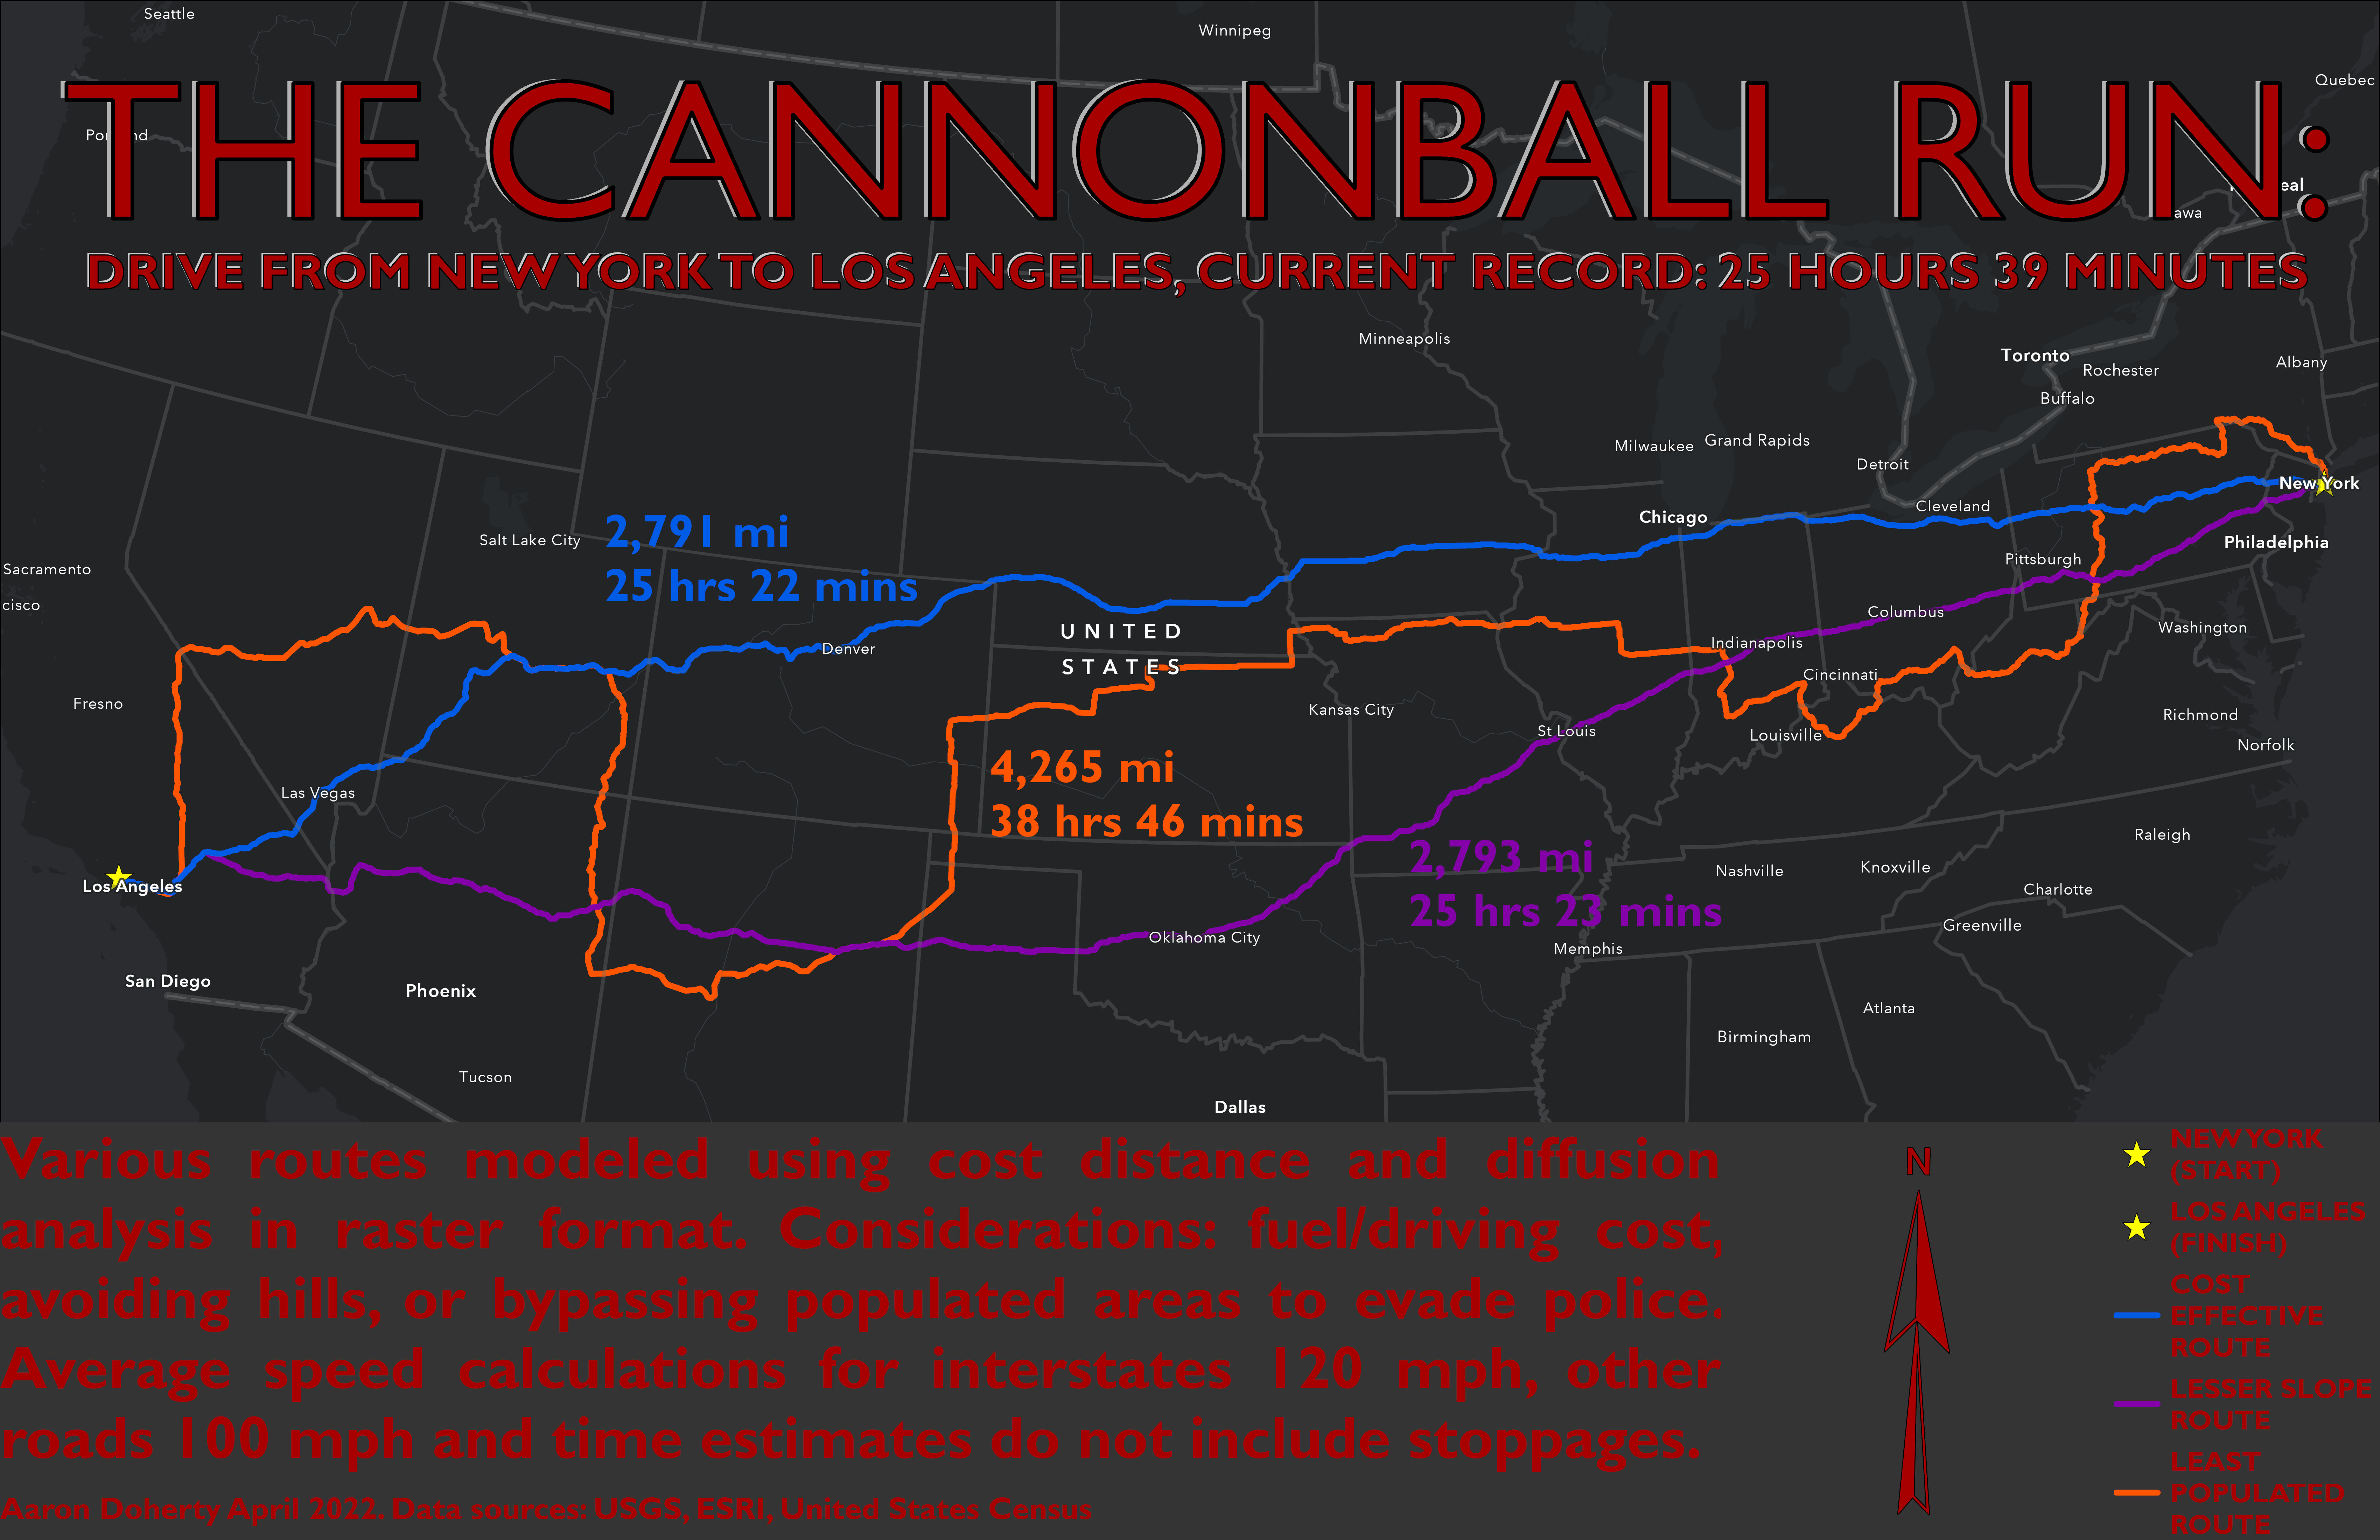 Seattle
Winnipeg
Quebec
THE CANNONBALL RUN:
DRIVE FROM NEW YORK TO LOS ANGELES, CURRENT RECORD: 25 HOURS 39 MINUTES
Minneapolis
Toronto
Rochester
Albany
Buffalo
Milwaukee
Grand Rapids
Detroit
New York
Cleveland
Chicago
2,791 mi
25 hrs 22 mins
Salt Lake City
Philadelphia
Pittsburgh
Sacramento
cisco
Columbus
Washington
UNITED
STATES
Denver
Indianapolis
Cincinnati
Fresno
Kansas City
Richmond
St Louis
Louisville
Norfolk
4,265 mi
38 hrs 46 mins
Las Vegas
Raleigh
2,793 mi
25 hrs 23 mins
Nashville
Knoxville
Los Angeles
Charlotte
Greenville
Oklahoma City
Memphis
San Diego
Phoenix
Atlanta
Birmingham
Tucson
Dallas
Various routes modeled using cost distance and diffusion
analysis in raster format. Considerations: fuel/driving cost,
avoiding hills, or bypassing populated areas to evade police.
Average speed calculations for interstates 120 mph, other
roads 100 mph and time estimates do not include stoppages.
Aaron Doherty April 2022. Data sources: USGS, ESRI, United States Census
N
NEW YORK
(START)
LOS ANGELES
(FINISH)
COST
EFFECTIVE
ROUTE
LESSER SLOPE
ROUTE
LEAST
POPULATED
ROUTE